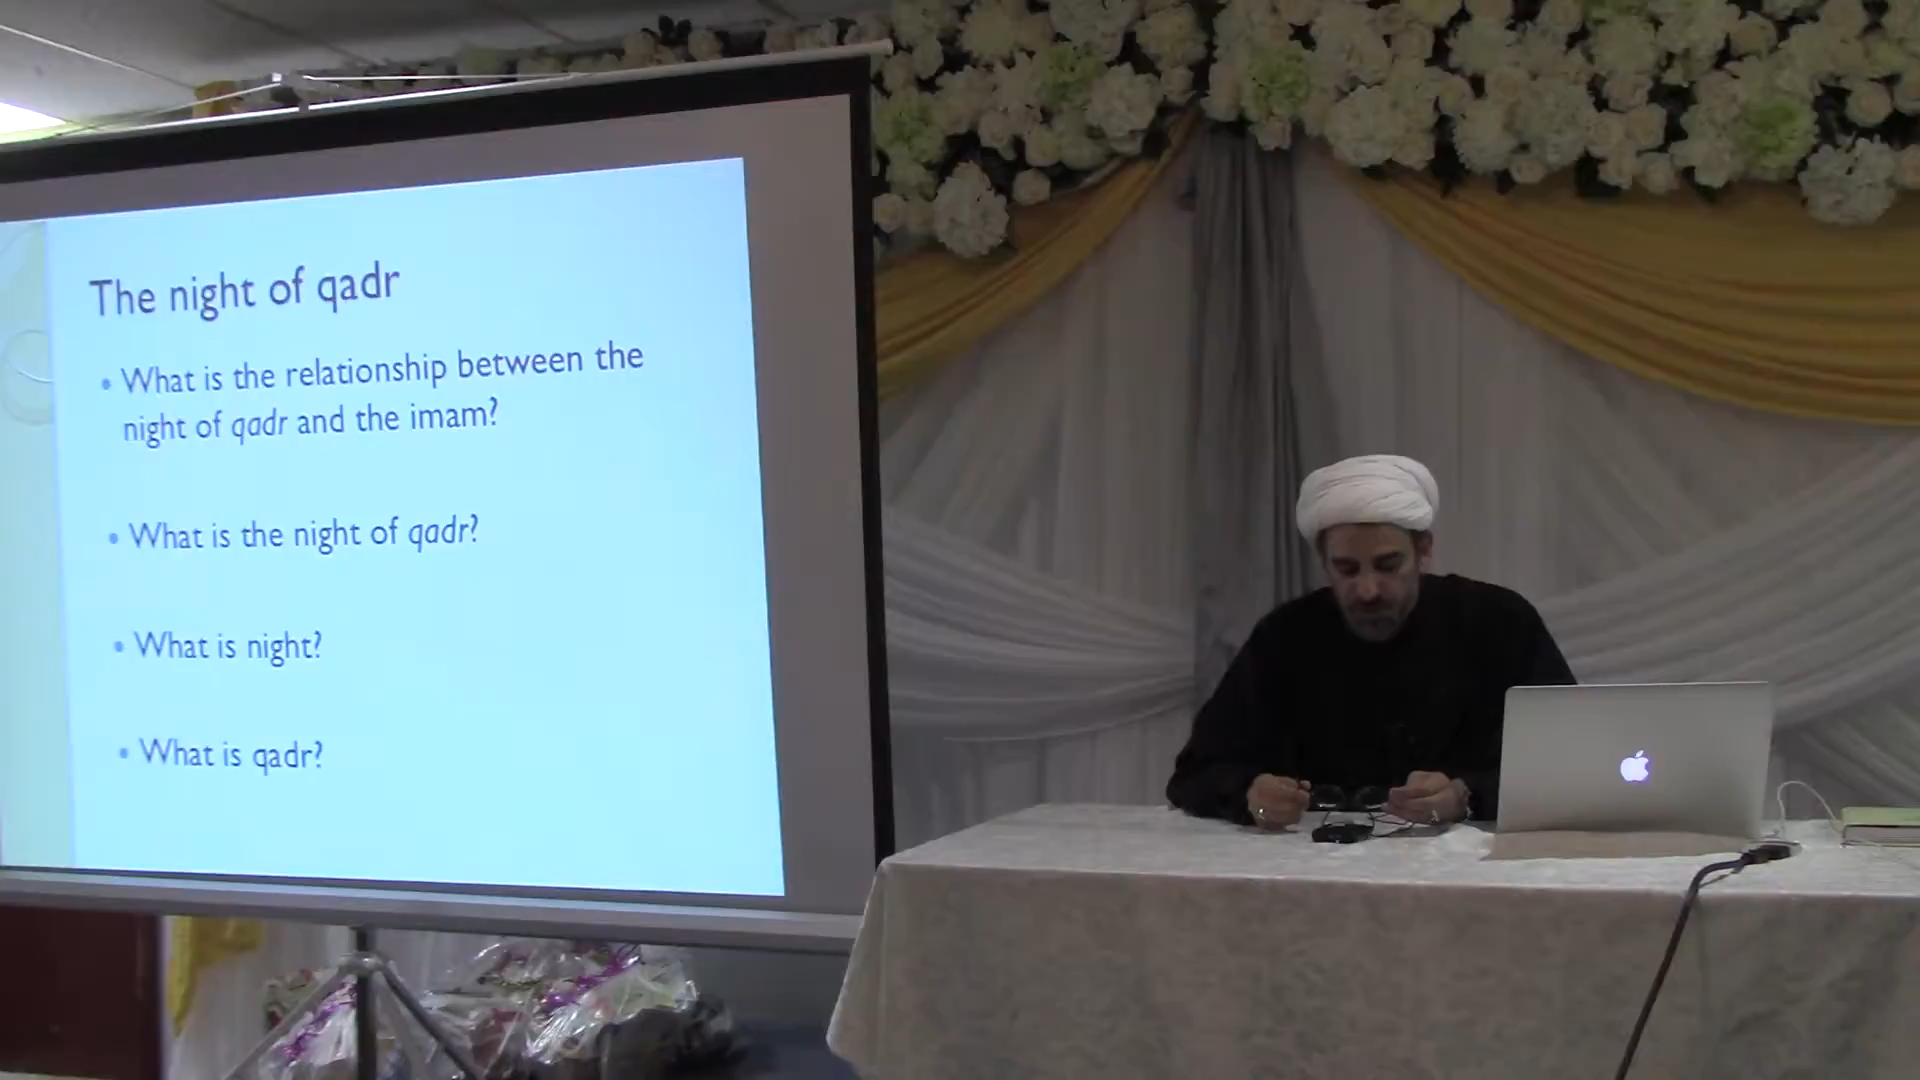 The night of qadr
• What is the relationship between the
night of qadr and the imam?
• What is the night of qadr?
• What is night?
• What is qadr?